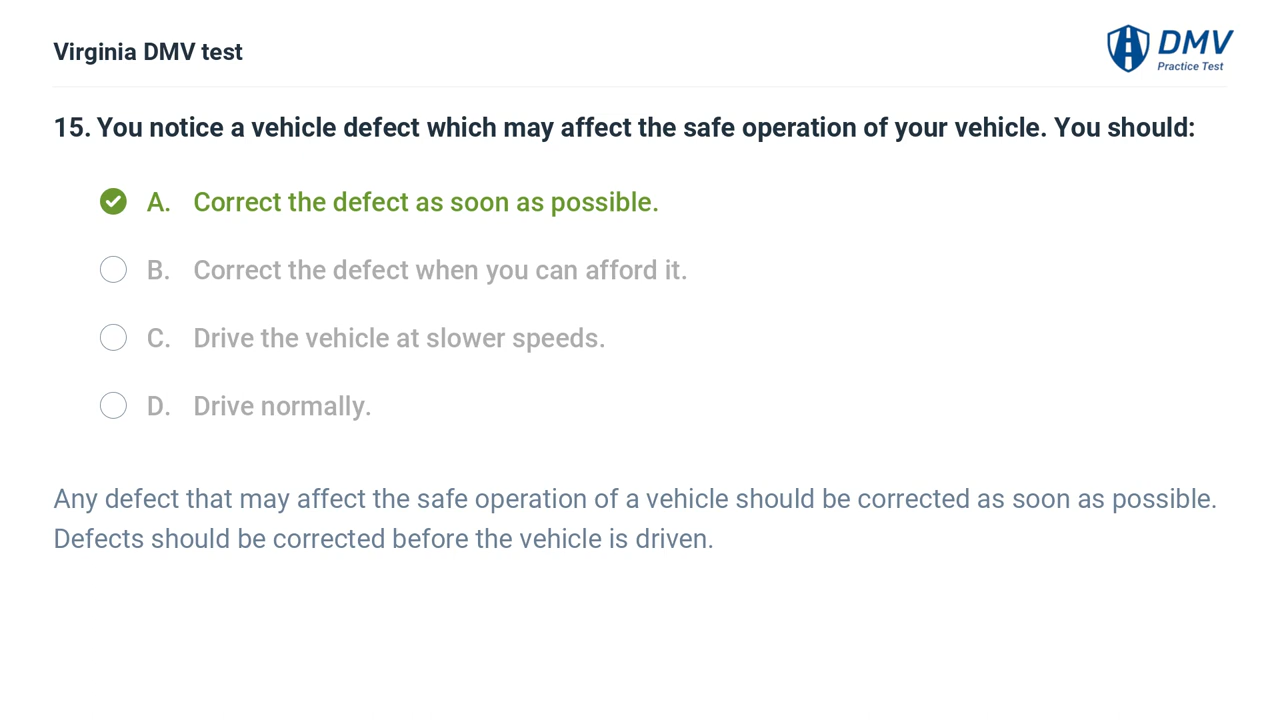 Virginia DMV test
DMV
Practice Test
15. You notice a vehicle defect which may affect the safe operation of your vehicle. You should:
A. Correct the defect as soon as possible.
B. Correct the defect when you can afford it.
C. Drive the vehicle at slower speeds.
D. Drive normally.
Any defect that may affect the safe operation of a vehicle should be corrected as soon as possible.
Defects should be corrected before the vehicle is driven.